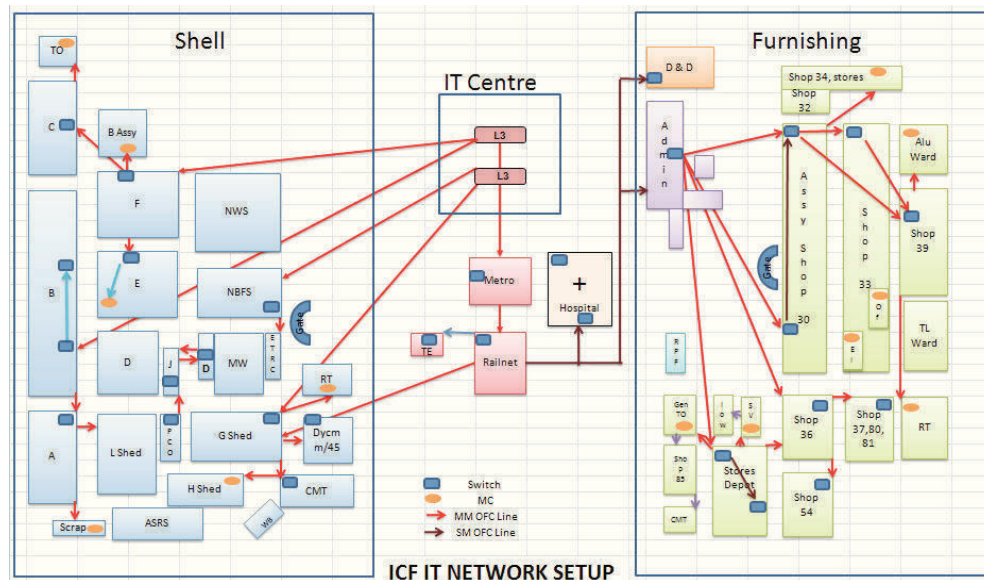 Shell
IT Centre
Furnishing
TO
C
B Assy
F
NWS
B
E
NBFS
Gate
D
J
D
MW
E
T
R
C
RT
A
L Shed
P
C
O
G Shed
Dycm
m/45
H Shed
CMT
Scrap
ASRS
WB
L3
L3
Metro
Railnet
TE
+
Hospital
Switch
MC
MM OFC Line
SM OFC Line
D & D
A
d
m
i
n
Shop 34, stores
Shop
32
A
s
s
y
S
h
o
p
30
Gate
S
h
o
p
33
O
f
E
I
Alu
Ward
Shop
39
TL
Ward
RT
R
P
F
Gen
TO
I
o
w
S
V
Sho
p
85
CMT
Stores
Depot
Shop
36
Shop
37,80,
81
Shop
54
ICF IT NETWORK SETUP